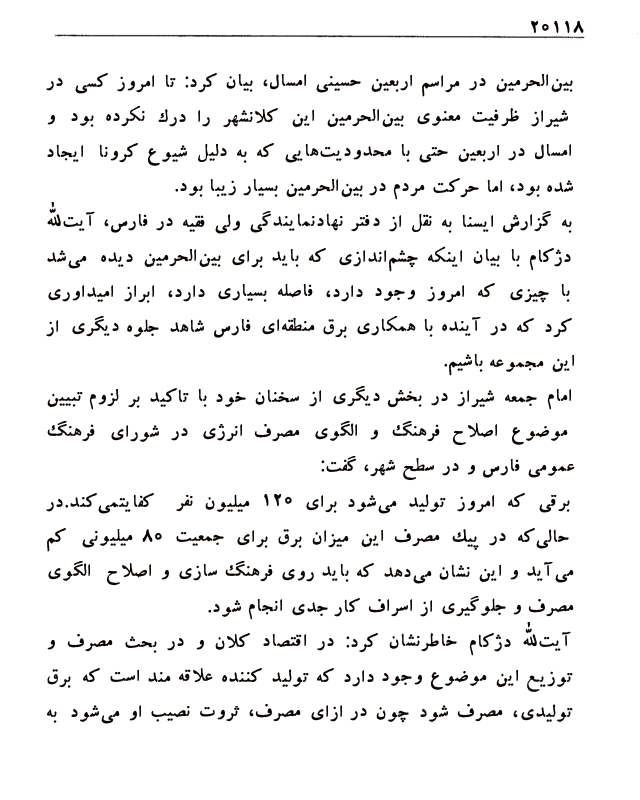 ۲۰۱۱۸
بین‌الحرمین در مراسم اربعین حسینی امسال، بیان کرد: تا امروز کسی در
شیراز ظرفیت معنوی بین‌الحرمین این کلانشهر را درك نکرده بود و
امسال در اربعین حتی با محدودیت‌هایی که به دلیل شیوع کرونا ایجاد
شده بود، اما حرکت مردم در بین‌الحرمین بسیار زیبا بود.
به گزارش ایسنا به نقل از دفتر نهادنمایندگی ولی فقیه در فارس، آیت‌الله
دژکام با بیان اینکه چشم‌اندازی که باید برای بین‌الحرمین دیده می‌شد
با چیزی که امروز وجود دارد، فاصله بسیاری دارد، ابراز امیدواری
کرد که در آینده با همکاری برق منطقه‌ای فارس شاهد جلوه دیگری از
این مجموعه باشیم.
امام جمعه شیراز در بخش دیگری از سخنان خود با تاکید بر لزوم تبیین
موضوع اصلاح فرهنگ و الگوی مصرف انرژی در شورای فرهنگ
عمومی فارس و در سطح شهر، گفت:
برقی که امروز تولید می‌شود برای ۱۲۰ میلیون نفر کفایتمی‌کند.در
حالی‌که در پیك مصرف این میزان برق برای جمعیت ۸۰ میلیونی کم
می‌آید و این نشان می‌دهد که باید روی فرهنگ سازی و اصلاح الگوی
مصرف و جلوگیری از اسراف کار جدی انجام شود.
آیت‌الله دژکام خاطرنشان کرد: در اقتصاد کلان و در بحث مصرف و
توزیع این موضوع وجود دارد که تولید کننده علاقه مند است که برق
تولیدی، مصرف شود چون در ازای مصرف، ثروت نصیب او می‌شود به